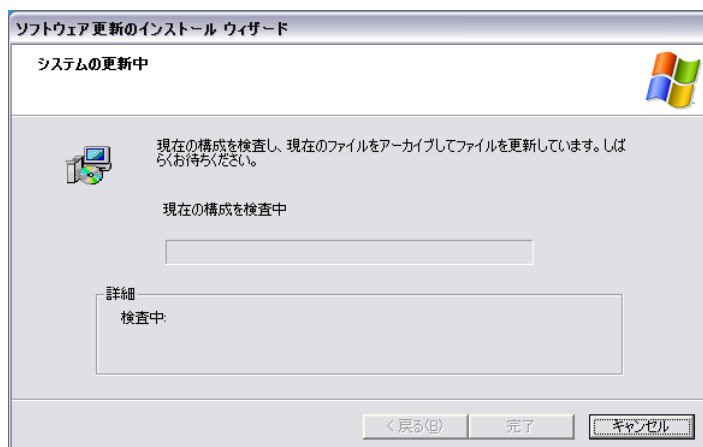 ソフトウェア更新のインストール ウィザード
システムの更新中
現在の構成を検査し、現在のファイルをアーカイブしてファイルを更新しています。しば
らくお待ちください。
現在の構成を検査中
詳細
検査中:
< 戻る(B)
完了
キャンセル